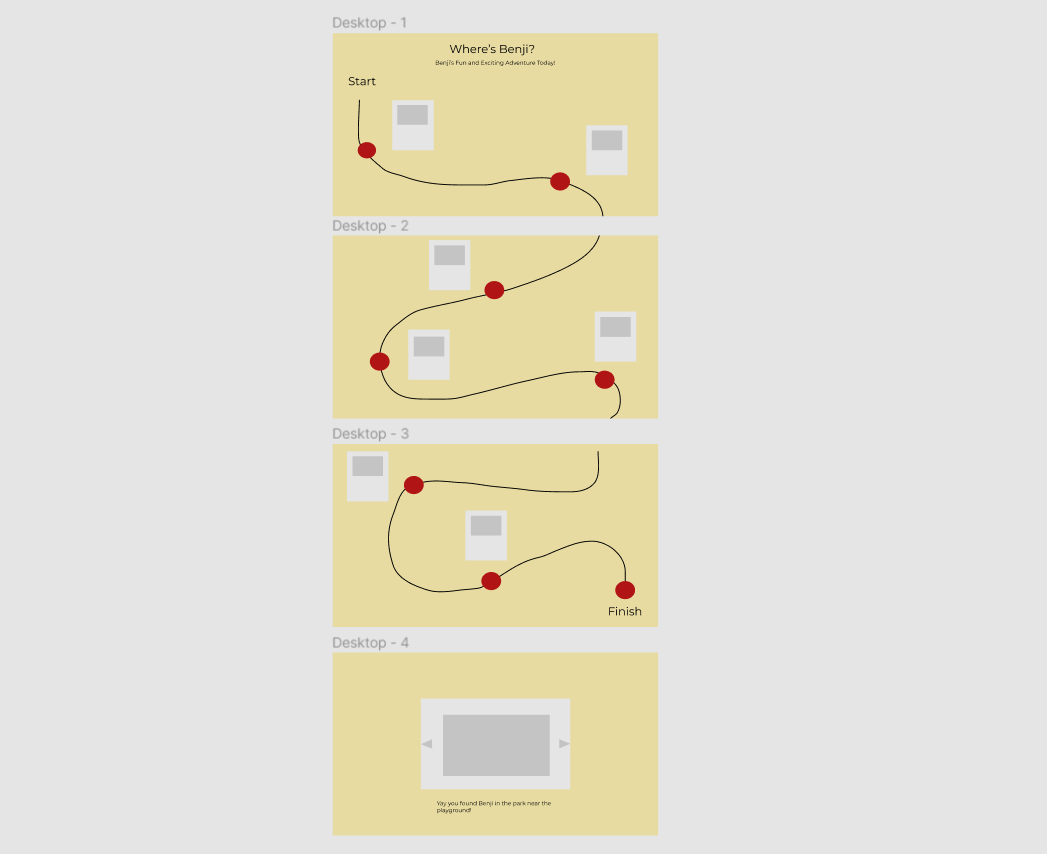 Desktop - 1
Where's Benji?
Benji's Fun and Exciting Adventure Today!
Start
Desktop - 2
Desktop - 3
Finish
Desktop - 4
Yay you found Benji in the park near the
playground!